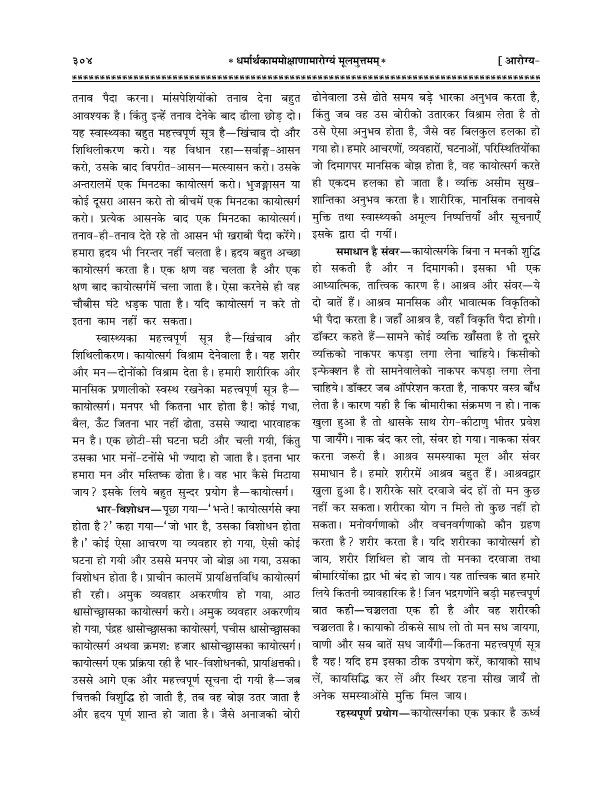 ३०४
* धर्मार्थकाममोक्षाणामारोग्यं मूलमुत्तमम् *
[ आरोग्य-
तनाव पैदा करना। मांसपेशियोंको तनाव देना बहुत
आवश्यक है। किंतु इन्हें तनाव देनेके बाद ढीला छोड़ दो।
यह स्वास्थ्यका बहुत महत्त्वपूर्ण सूत्र है—खिंचाव दो और
शिथिलीकरण करो। यह विधान रहा—सर्वाङ्ग-आसन
करो, उसके बाद विपरीत-आसन—मत्स्यासन करो। उसके
अन्तरालमें एक मिनटका कायोत्सर्ग करो। भुजङ्गासन या
कोई दूसरा आसन करो तो बीचमें एक मिनटका कायोत्सर्ग
करो। प्रत्येक आसनके बाद एक मिनटका कायोत्सर्ग।
तनाव-ही-तनाव देते रहे तो आसन भी खराबी पैदा करेंगे।
हमारा हृदय भी निरन्तर नहीं चलता है। हृदय बहुत अच्छा
कायोत्सर्ग करता है। एक क्षण वह चलता है और एक
क्षण बाद कायोत्सर्गमें चला जाता है। ऐसा करनेसे ही वह
चौबीस घंटे धड़क पाता है। यदि कायोत्सर्ग न करे तो
इतना काम नहीं कर सकता।
स्वास्थ्यका महत्त्वपूर्ण सूत्र है—खिंचाव और
शिथिलीकरण। कायोत्सर्ग विश्राम देनेवाला है। यह शरीर
और मन—दोनोंको विश्राम देता है। हमारी शारीरिक और
मानसिक प्रणालीको स्वस्थ रखनेका महत्त्वपूर्ण सूत्र है—
कायोत्सर्ग। मनपर भी कितना भार होता है! कोई गधा,
बैल, ऊँट जितना भार नहीं ढोता, उससे ज्यादा भारवाहक
मन है। एक छोटी-सी घटना घटी और चली गयी, किंतु
उसका भार मनों-टनोंसे भी ज्यादा हो जाता है। इतना भार
हमारा मन और मस्तिष्क ढोता है। वह भार कैसे मिटाया
जाय? इसके लिये बहुत सुन्दर प्रयोग है—कायोत्सर्ग।
भार-विशोधन—पूछा गया—'भन्ते! कायोत्सर्गसे क्या
होता है?' कहा गया—'जो भार है, उसका विशोधन होता
है।' कोई ऐसा आचरण या व्यवहार हो गया, ऐसी कोई
घटना हो गयी और उससे मनपर जो बोझ आ गया, उसका
विशोधन होता है। प्राचीन कालमें प्रायश्चित्तविधि कायोत्सर्ग
ही रही। अमुक व्यवहार अकरणीय हो गया, आठ
श्वासोच्छ्वासका कायोत्सर्ग करो। अमुक व्यवहार अकरणीय
हो गया, पंद्रह श्वासोच्छ्वासका कायोत्सर्ग, पचीस श्वासोच्छ्वासका
कायोत्सर्ग अथवा क्रमशः हजार श्वासोच्छ्वासका कायोत्सर्ग।
कायोत्सर्ग एक प्रक्रिया रही है भार-विशोधनकी, प्रायश्चित्तकी।
उससे आगे एक और महत्त्वपूर्ण सूचना दी गयी है—जब
चित्तकी विशुद्धि हो जाती है, तब वह बोझ उतर जाता है
और हृदय पूर्ण शान्त हो जाता है। जैसे अनाजकी बोरी
ढोनेवाला उसे ढोते समय बड़े भारका अनुभव करता है,
किंतु जब वह उस बोरीको उतारकर विश्राम लेता है तो
उसे ऐसा अनुभव होता है, जैसे वह बिलकुल हलका हो
गया हो। हमारे आचरणों, व्यवहारों, घटनाओं, परिस्थितियोंका
जो दिमागपर मानसिक बोझ होता है, वह कायोत्सर्ग करते
ही एकदम हलका हो जाता है। व्यक्ति असीम सुख-
शान्तिका अनुभव करता है। शारीरिक, मानसिक तनावसे
मुक्ति तथा स्वास्थ्यकी अमूल्य निष्पत्तियाँ और सूचनाएँ
इसके द्वारा दी गयीं।
समाधान है संवर—कायोत्सर्गके बिना न मनकी शुद्धि
हो सकती है और न दिमागकी। इसका भी एक
आध्यात्मिक, तात्त्विक कारण है। आश्रव और संवर—ये
दो बातें हैं। आश्रव मानसिक और भावात्मक विकृतिको
भी पैदा करता है। जहाँ आश्रव है, वहाँ विकृति पैदा होगी।
डॉक्टर कहते हैं—सामने कोई व्यक्ति खाँसता है तो दूसरे
व्यक्तिको नाकपर कपड़ा लगा लेना चाहिये। किसीको
इन्फेक्शन है तो सामनेवालेको नाकपर कपड़ा लगा लेना
चाहिये। डॉक्टर जब ऑपरेशन करता है, नाकपर वस्त्र बाँध
लेता है। कारण यही है कि बीमारीका संक्रमण न हो। नाक
खुला हुआ है तो श्वासके साथ रोग-कीटाणु भीतर प्रवेश
पा जायँगे। नाक बंद कर लो, संवर हो गया। नाकका संवर
करना जरूरी है। आश्रव समस्याका मूल और संवर
समाधान है। हमारे शरीरमें आश्रव बहुत हैं। आश्रवद्वार
खुला हुआ है। शरीरके सारे दरवाजे बंद हों तो मन कुछ
नहीं कर सकता। शरीरका योग न मिले तो कुछ नहीं हो
सकता। मनोवर्गणाको और वचनवर्गणाको कौन ग्रहण
करता है? शरीर करता है। यदि शरीरका कायोत्सर्ग हो
जाय, शरीर शिथिल हो जाय तो मनका दरवाजा तथा
बीमारियोंका द्वार भी बंद हो जाय। यह तात्त्विक बात हमारे
लिये कितनी व्यावहारिक है! जिन भद्रगणिने बड़ी महत्त्वपूर्ण
बात कही—चञ्चलता एक ही है और वह शरीरकी
चञ्चलता है। कायाको ठीकसे साध लो तो मन सध जायगा,
वाणी और सब बातें सध जायँगी—कितना महत्त्वपूर्ण सूत्र
है यह! यदि हम इसका ठीक उपयोग करें, कायाको साध
लें, कायसिद्धि कर लें और स्थिर रहना सीख जायँ तो
अनेक समस्याओंसे मुक्ति मिल जाय।
रहस्यपूर्ण प्रयोग—कायोत्सर्गका एक प्रकार है ऊर्ध्व